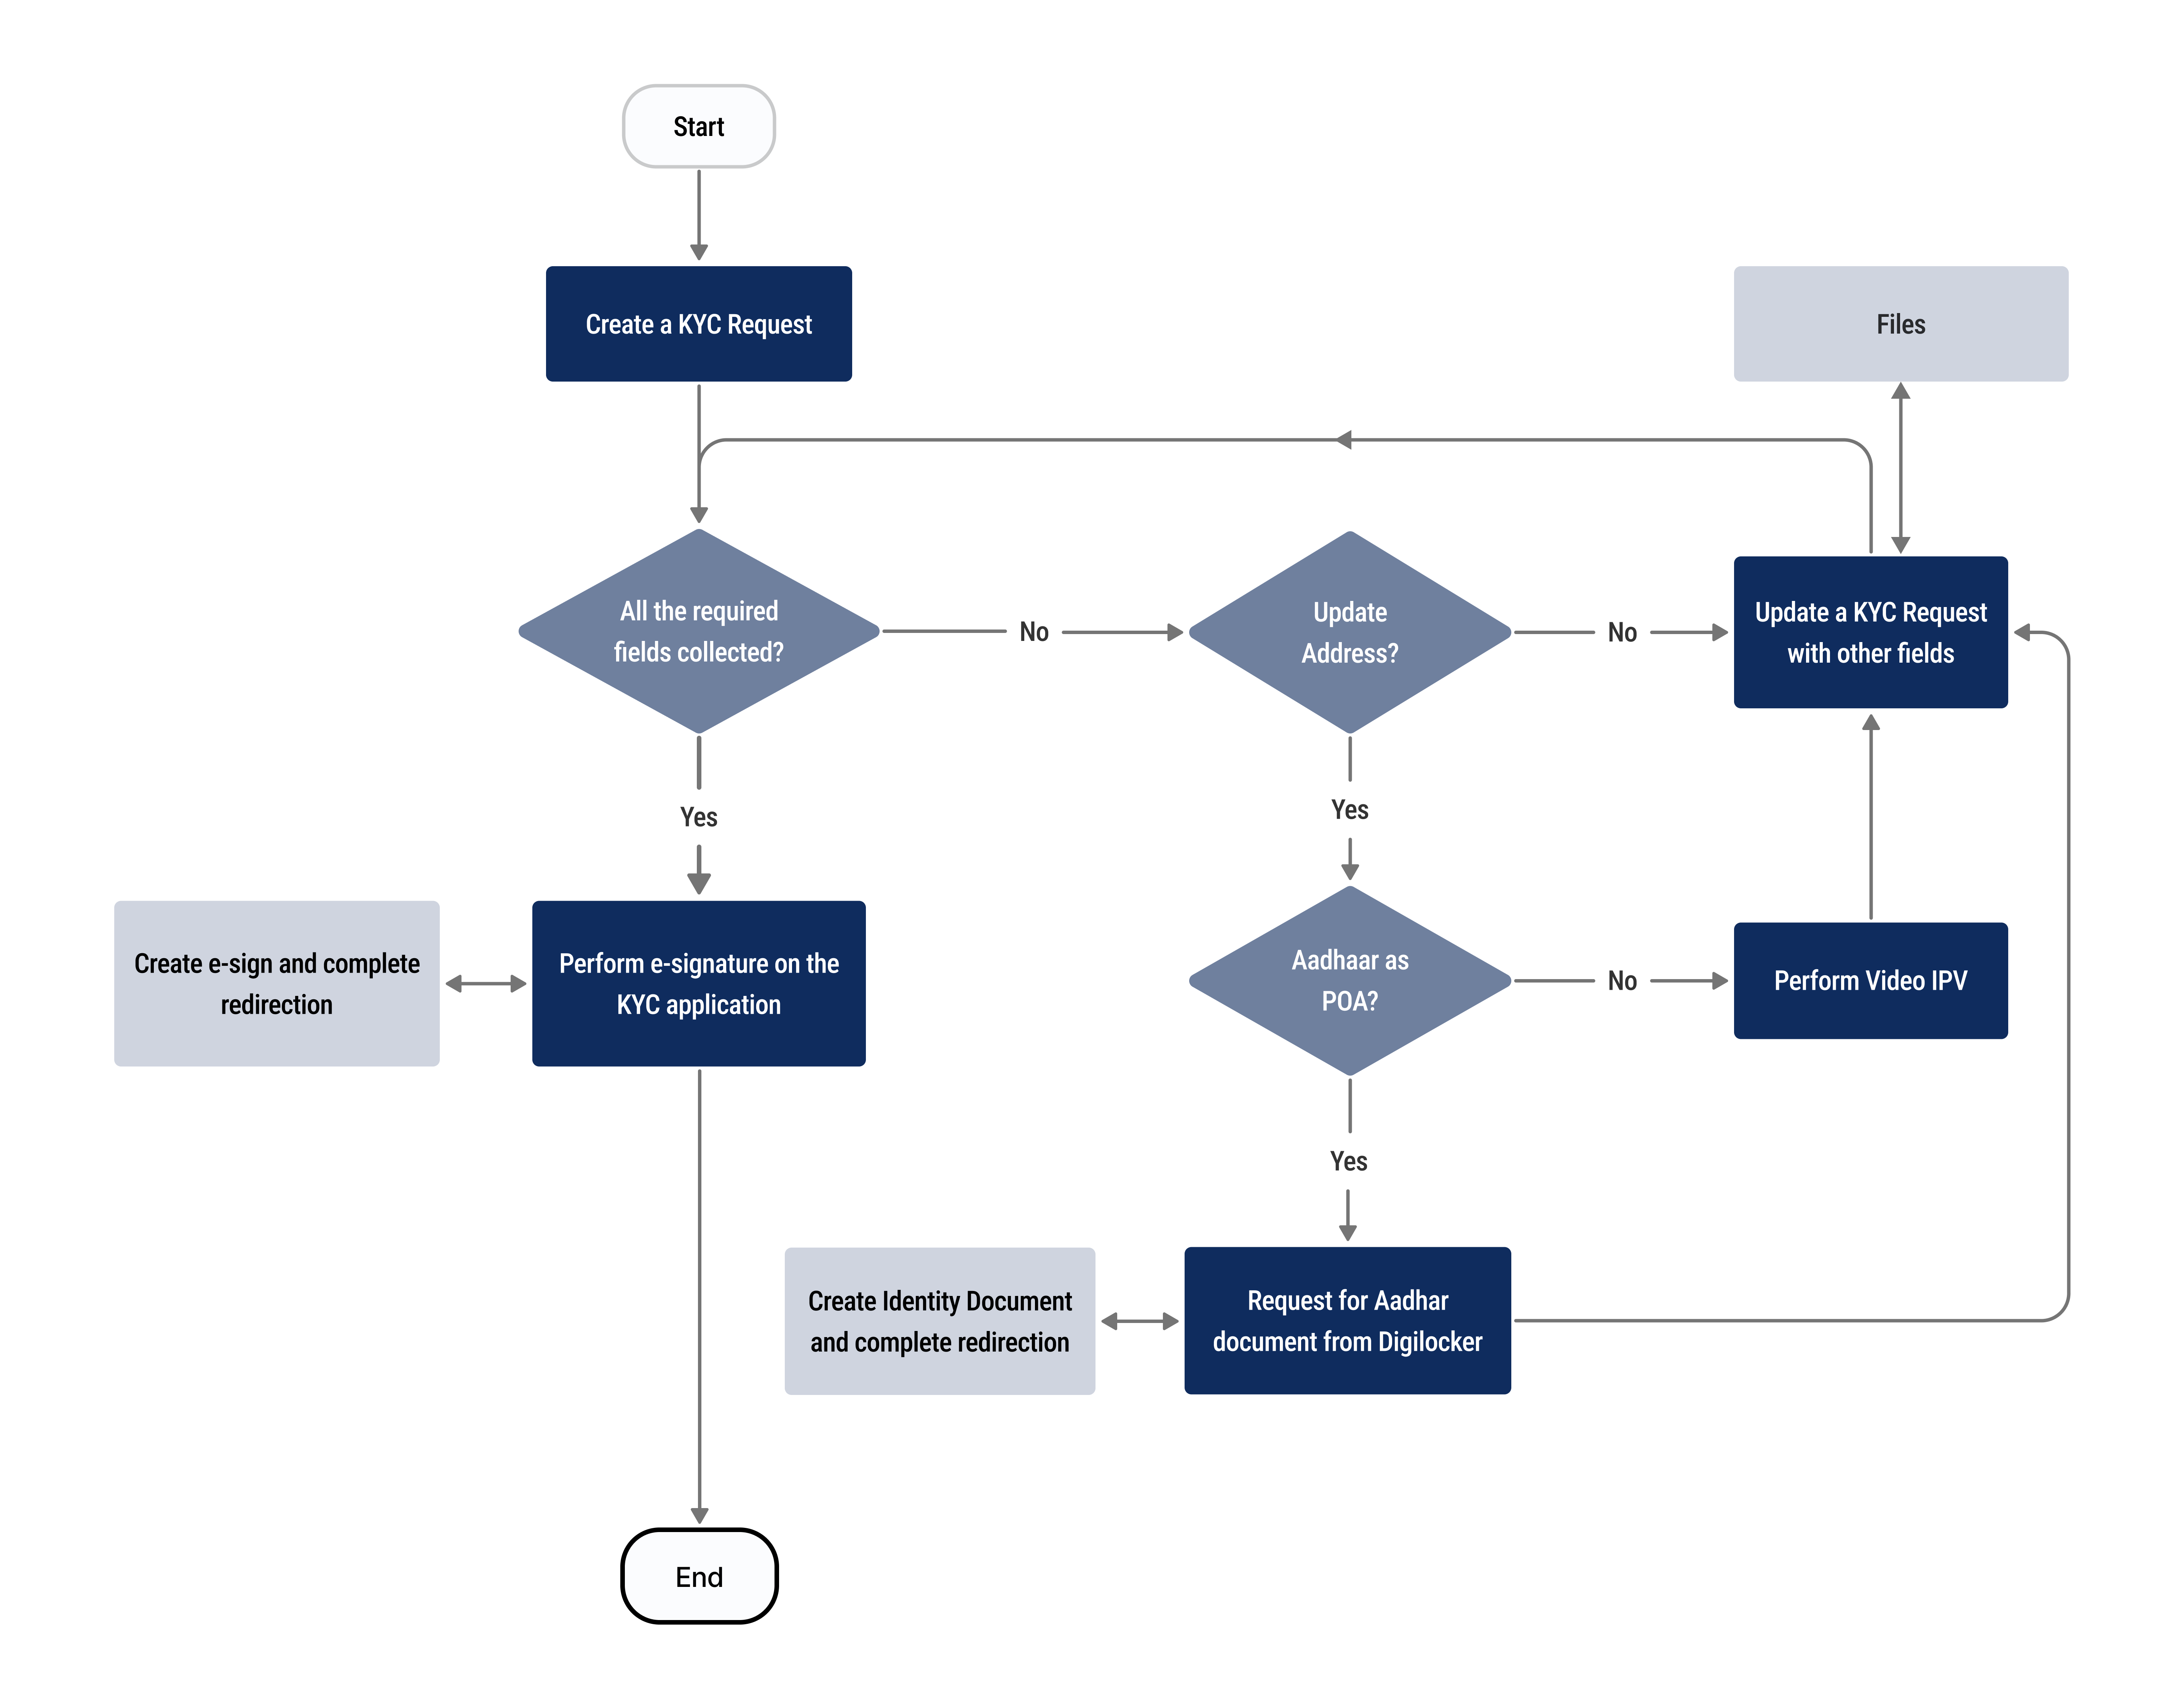 Start
Create a KYC Request
Files
All the required
fields collected?
No
Update
Address?
No
Update a KYC Request
with other fields
Yes
Yes
Create e-sign and complete
redirection
Perform e-signature on the
KYC application
Aadhaar as
POA?
No
Perform Video IPV
Yes
Create Identity Document
and complete redirection
Request for Aadhar
document from Digilocker
End